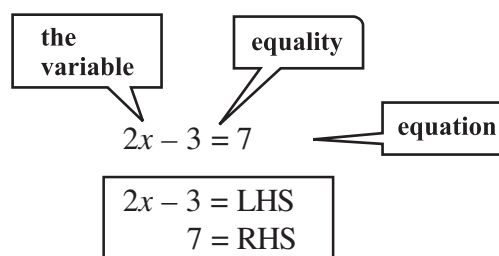 the
variable
equality
2x – 3 = 7
equation
2x – 3 = LHS
7 = RHS